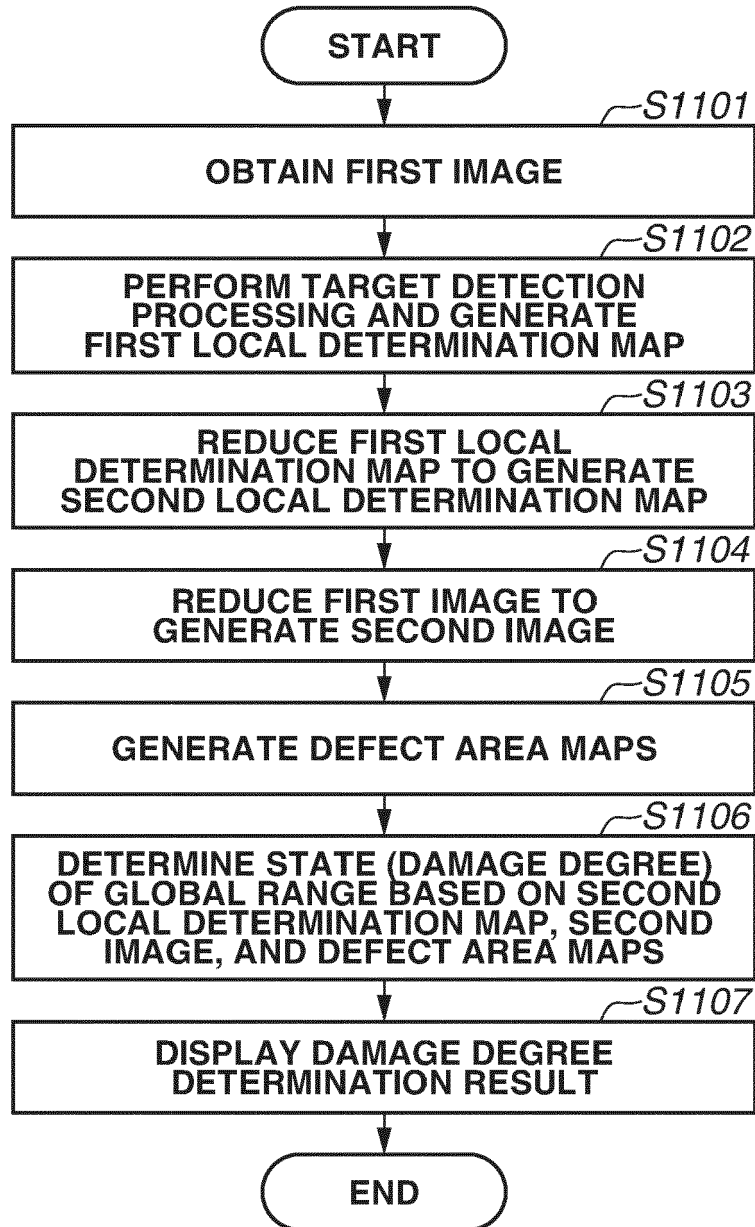 START
S1101
OBTAIN FIRST IMAGE
S1102
PERFORM TARGET DETECTION
PROCESSING AND GENERATE
FIRST LOCAL DETERMINATION MAP
S1103
REDUCE FIRST LOCAL
DETERMINATION MAP TO GENERATE
SECOND LOCAL DETERMINATION MAP
S1104
REDUCE FIRST IMAGE TO
GENERATE SECOND IMAGE
S1105
GENERATE DEFECT AREA MAPS
S1106
DETERMINE STATE (DAMAGE DEGREE)
OF GLOBAL RANGE BASED ON SECOND
LOCAL DETERMINATION MAP, SECOND
IMAGE, AND DEFECT AREA MAPS
S1107
DISPLAY DAMAGE DEGREE
DETERMINATION RESULT
END